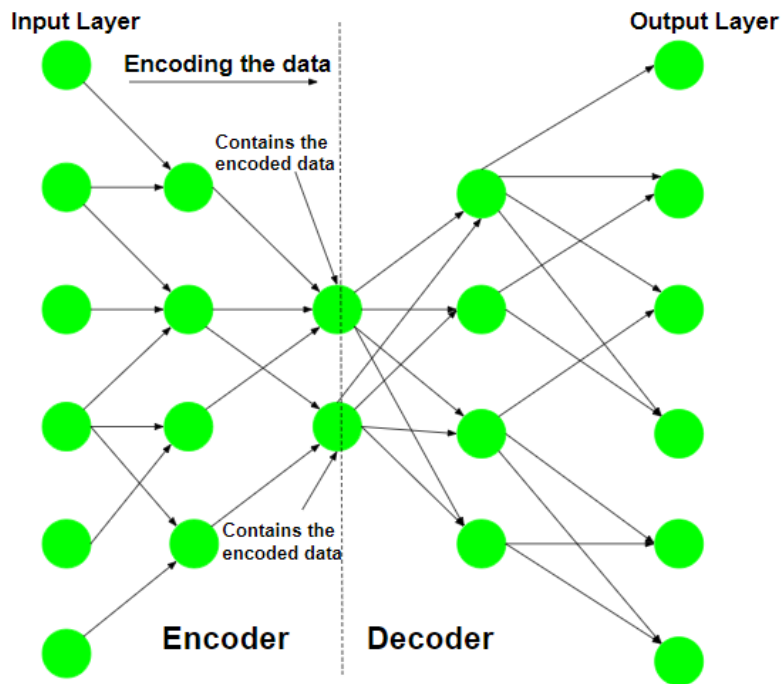 Input Layer
Output Layer
Encoding the data
Contains the
encoded data
Contains the
encoded data
Encoder
Decoder